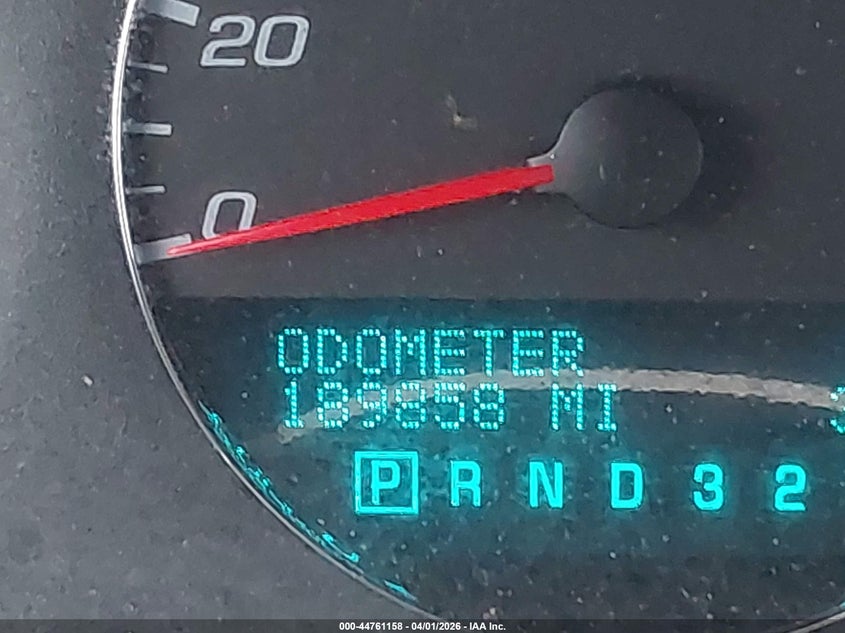 20
0
ODOMETER
189858 MI
P R N D 3 2
000-44761158 - 04/01/2026 - IAA Inc.